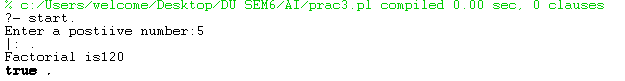 % c:/Users/welcome/Desktop/DU SEM6/AI/prac3.pl compiled 0.00 sec, 0 clauses
?- start.
Enter a postiive number:5
|: .
Factorial is120
true .